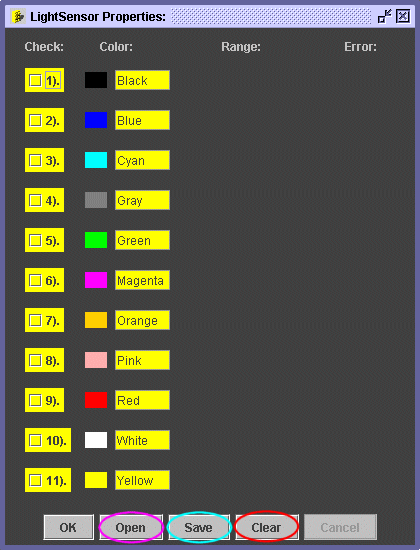 LightSensor Properties:
Check: Color: Range: Error:
1). Black
2). Blue
3). Cyan
4). Gray
5). Green
6). Magenta
7). Orange
8). Pink
9). Red
10). White
11). Yellow
OK Open Save Clear Cancel